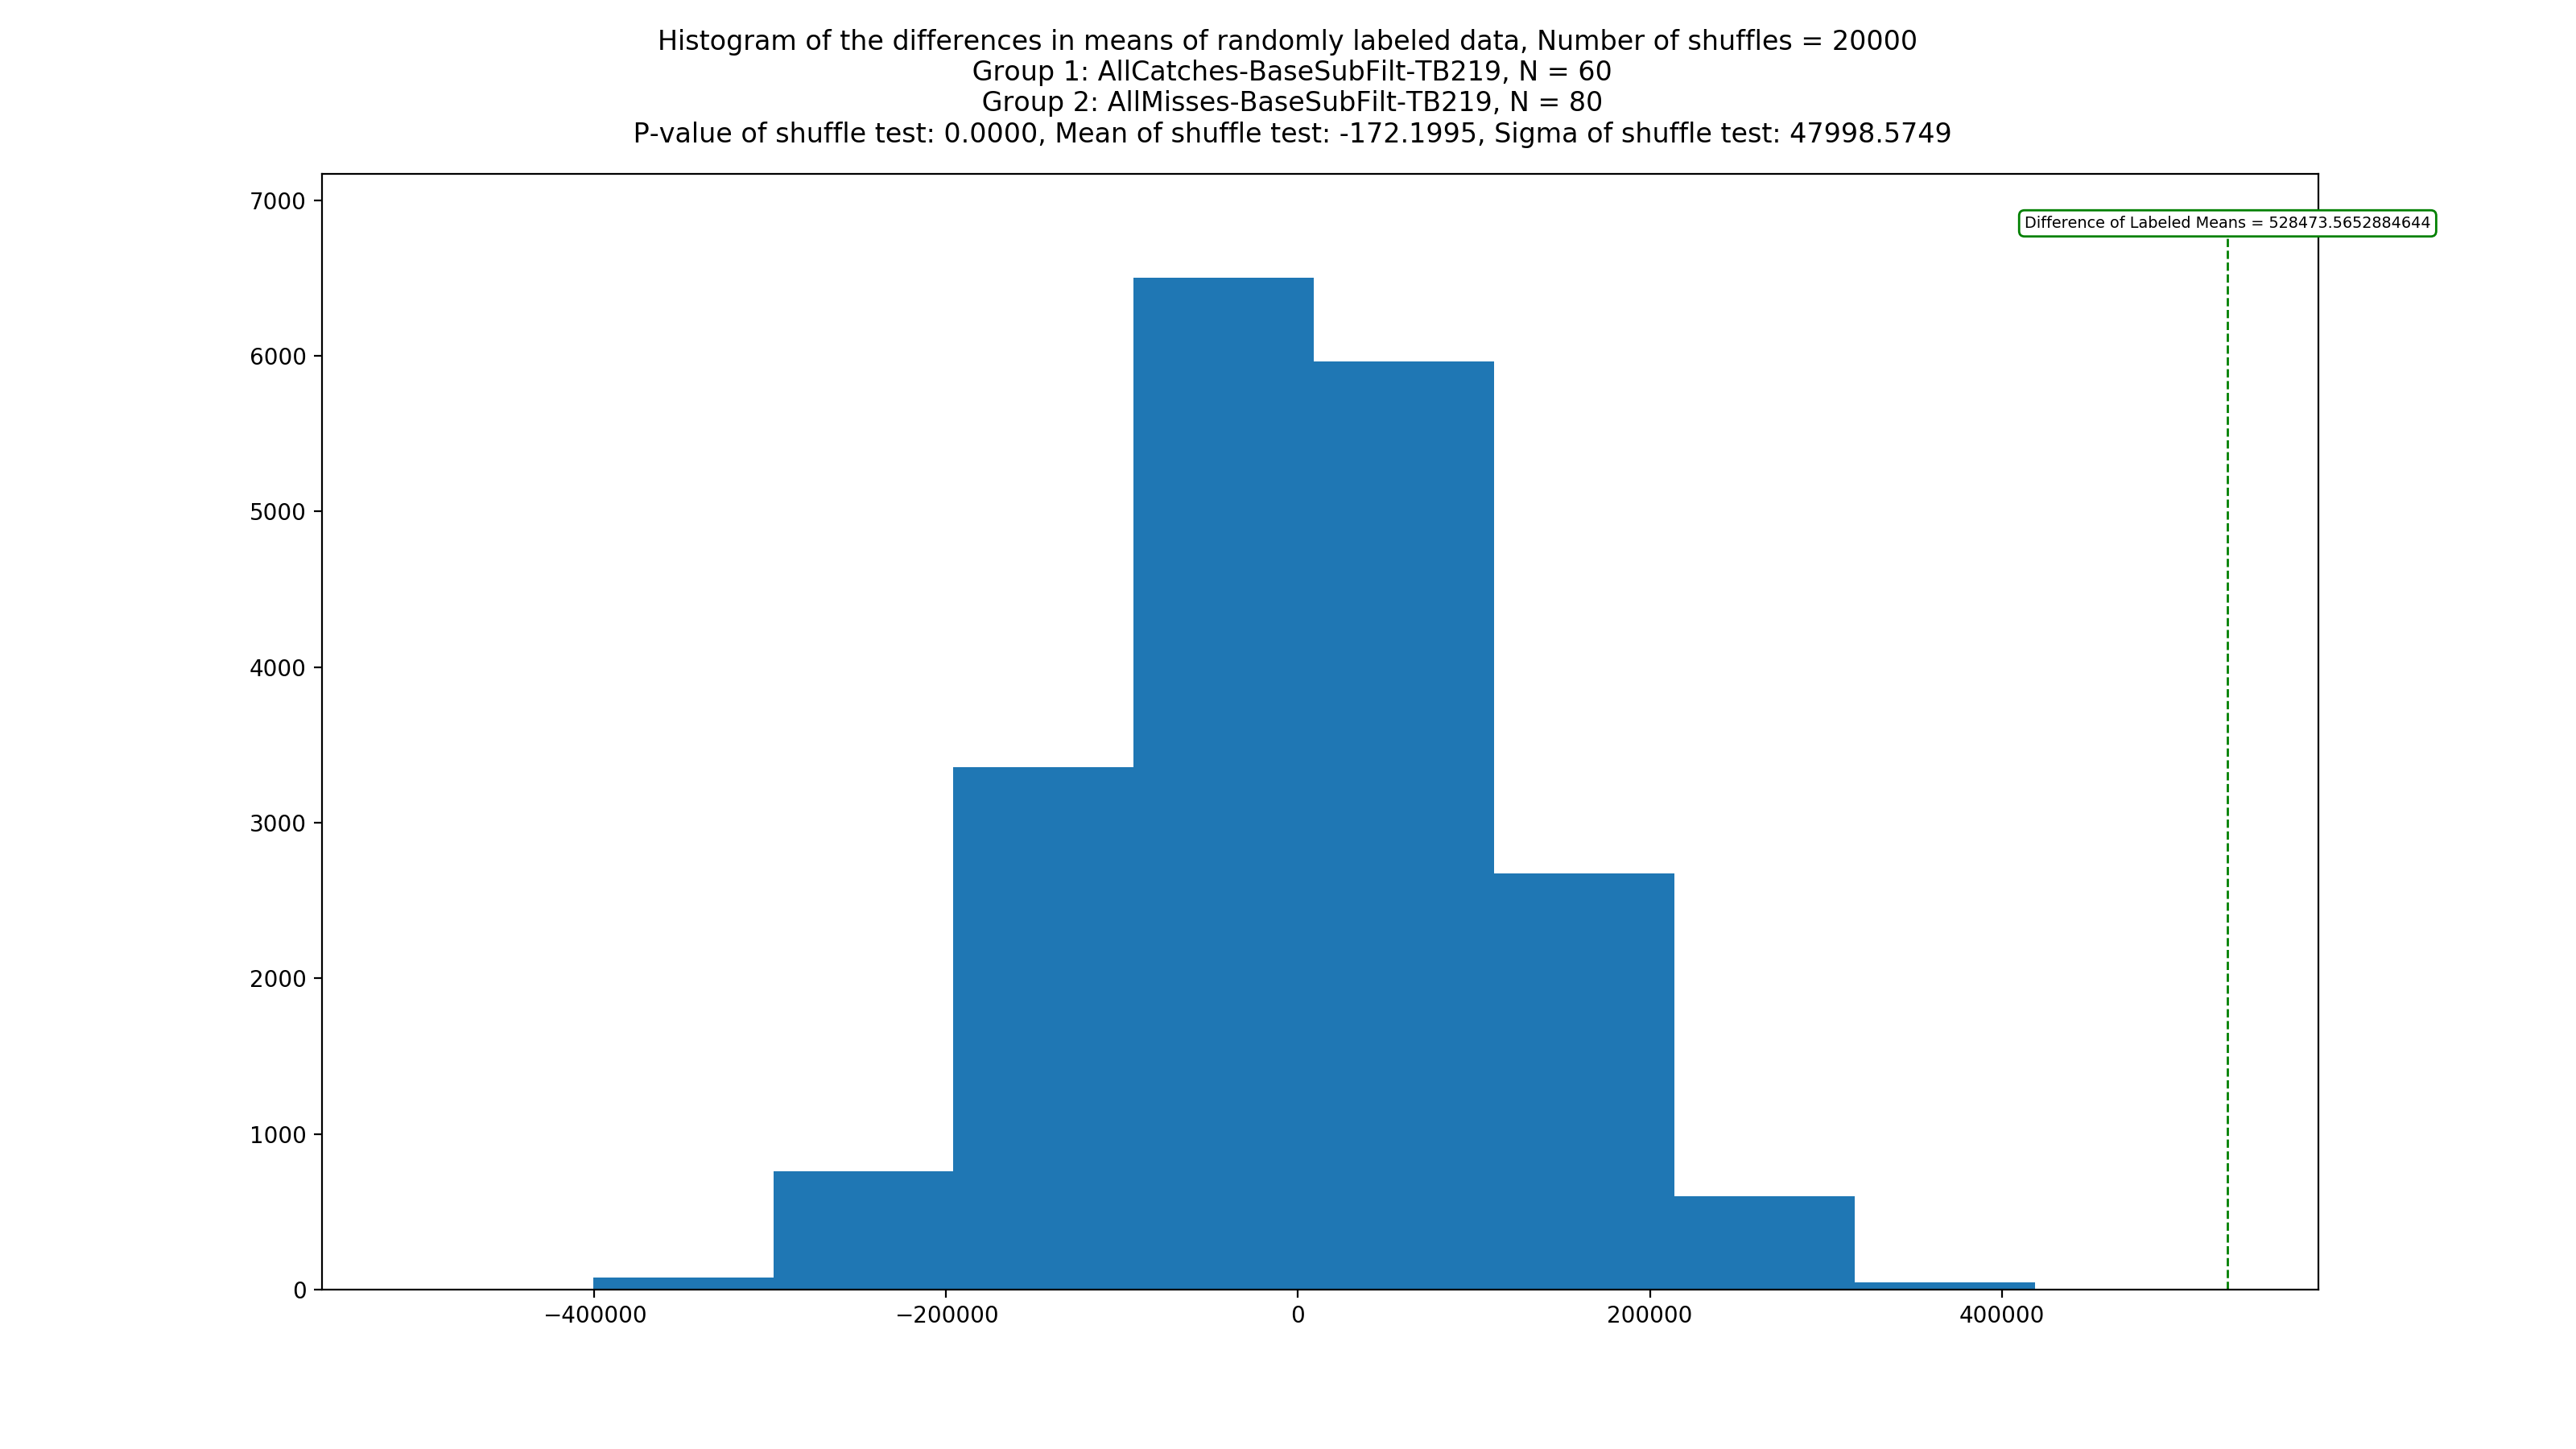 Histogram of the differences in means of randomly labeled data, Number of shuffles = 20000
Group 1: AllCatches-BaseSubFilt-TB219, N = 60
Group 2: AllMisses-BaseSubFilt-TB219, N = 80
P-value of shuffle test: 0.0000, Mean of shuffle test: -172.1995, Sigma of shuffle test: 47998.5749
7000
Difference of Labeled Means = 528473.5652884644
6000
5000
4000
3000
2000
1000
0
−400000 −200000 0 200000 400000